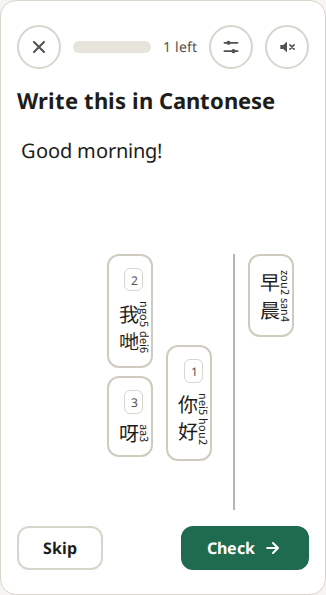 1 left
Write this in Cantonese
Good morning!
早晨
zou2 san4
1
你好
nei5 hou2
2
我哋
ngo5 dei6
3
呀
aa3
Skip
Check